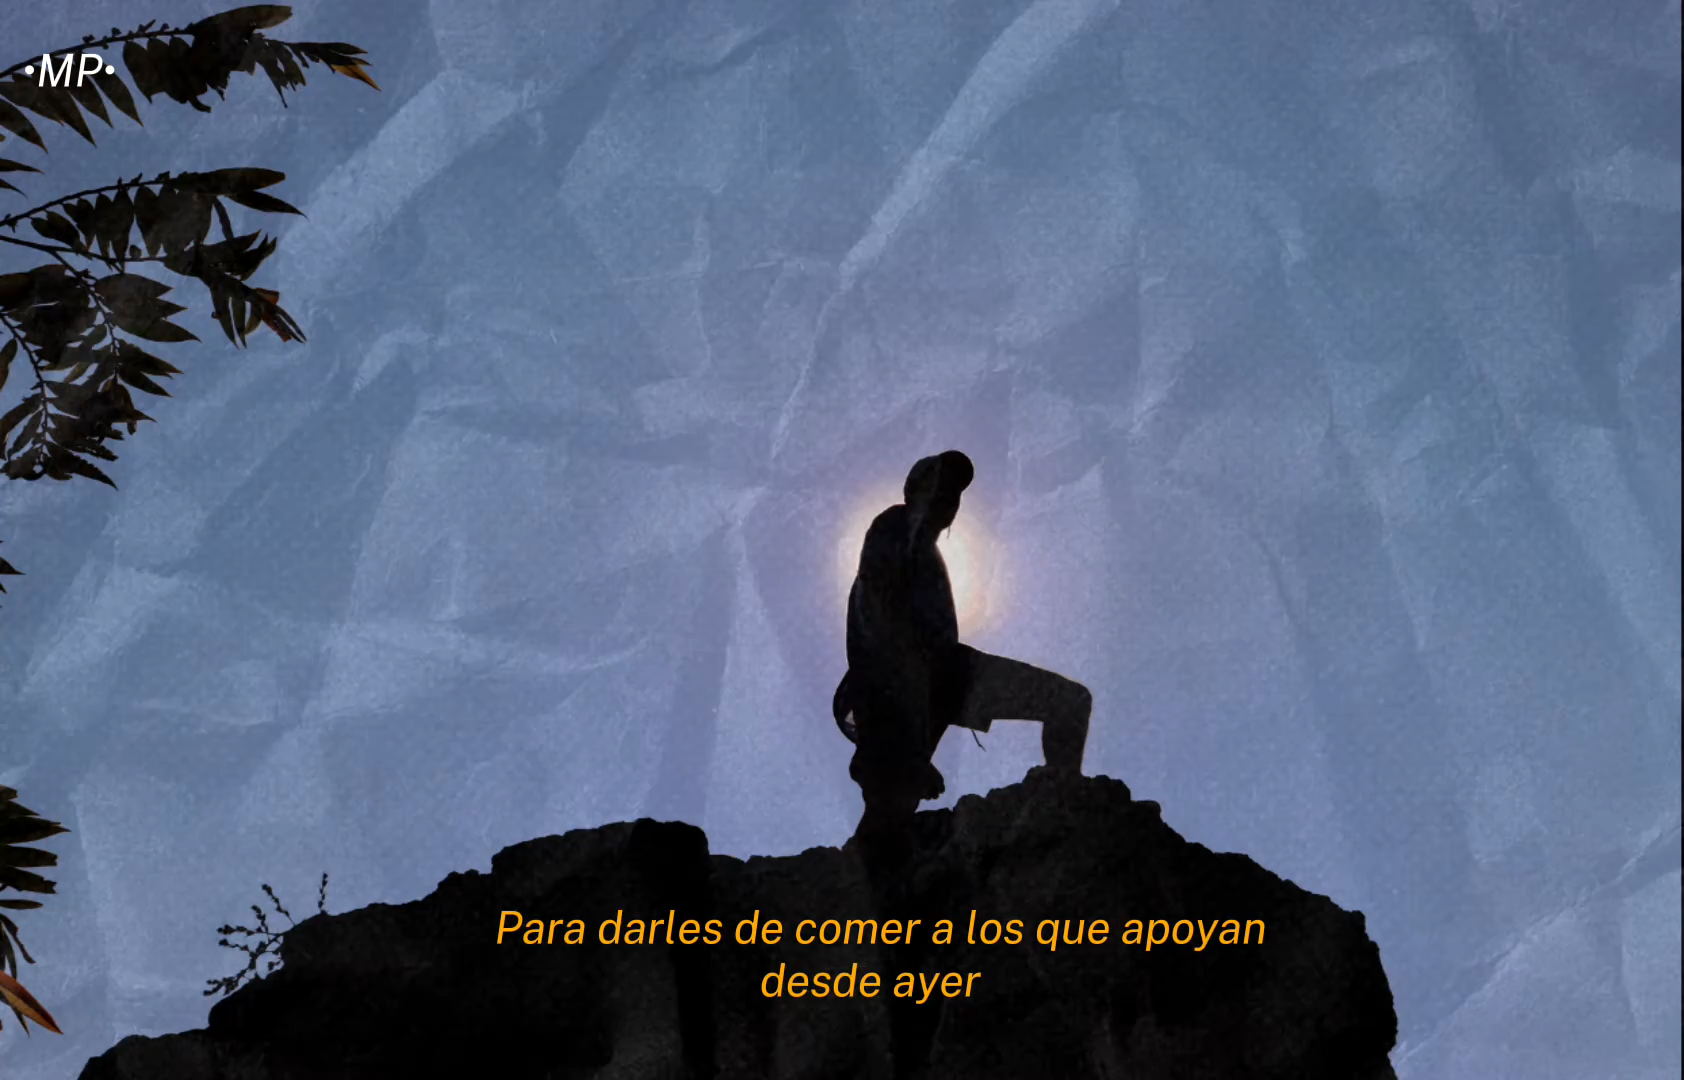 •MP•
Para darles de comer a los que apoyan
desde ayer